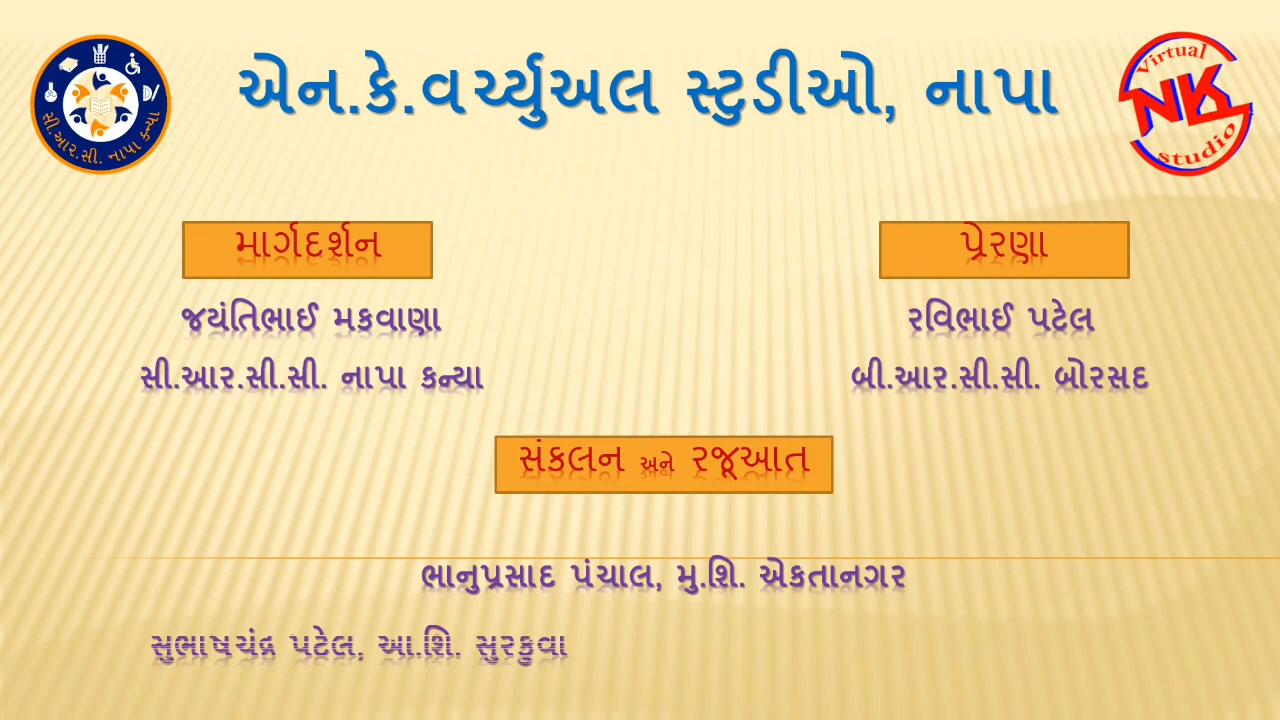 એન.કે.વર્ચ્યુઅલ સ્ટુડીઓ, નાપા
સી.આર.સી. નાપા કન્યા
Virtual
NK
studio
માર્ગદર્શન
પ્રેરણા
જયંતિભાઈ મકવાણા
રવિભાઈ પટેલ
સી.આર.સી.સી. નાપા કન્યા
બી.આર.સી.સી. બોરસદ
સંકલન અને રજૂઆત
ભાનુપ્રસાદ પંચાલ, મુ.શિ. એકતાનગર
સુભાષચંદ્ર પટેલ, આ.શિ. સુરકુવા